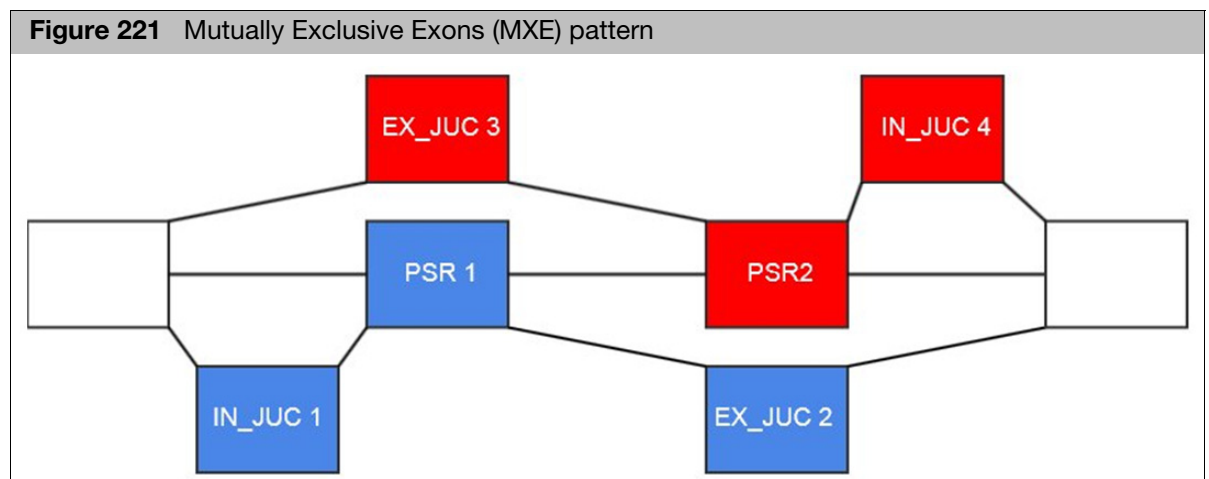 Figure 221 Mutually Exclusive Exons (MXE) pattern
EX_JUC 3
IN_JUC 4
PSR 1
PSR2
IN_JUC 1
EX_JUC 2